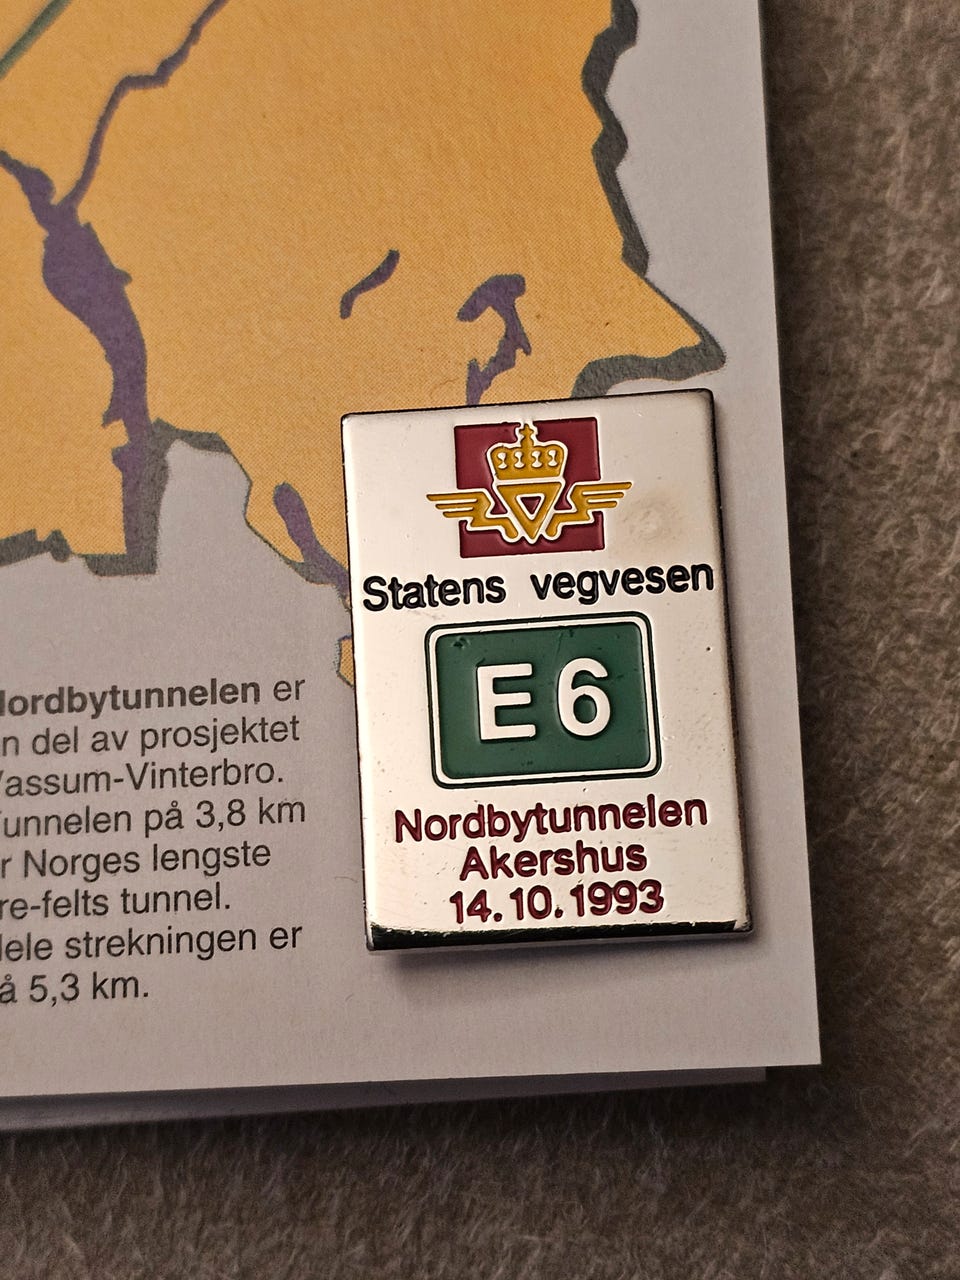 Statens vegvesen
E6
Nordbytunnelen
Akershus
14.10.1993
ordbytunnelen er
n del av prosjektet
assum-Vinterbro.
unnelen på 3,8 km
r Norges lengste
re-felts tunnel.
ele strekningen er
å 5,3 km.